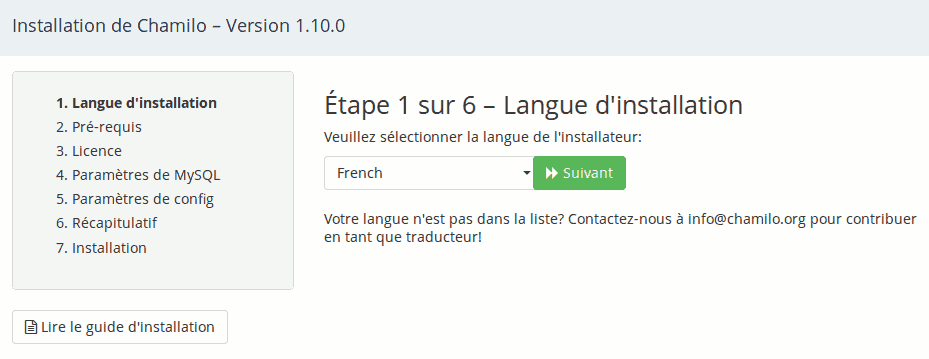 Installation de Chamilo – Version 1.10.0
1. Langue d'installation
2. Pré-requis
3. Licence
4. Paramètres de MySQL
5. Paramètres de config
6. Récapitulatif
7. Installation
Lire le guide d'installation
Étape 1 sur 6 – Langue d'installation
Veuillez sélectionner la langue de l'installateur:
French
Suivant
Votre langue n'est pas dans la liste? Contactez-nous à info@chamilo.org pour contribuer
en tant que traducteur!